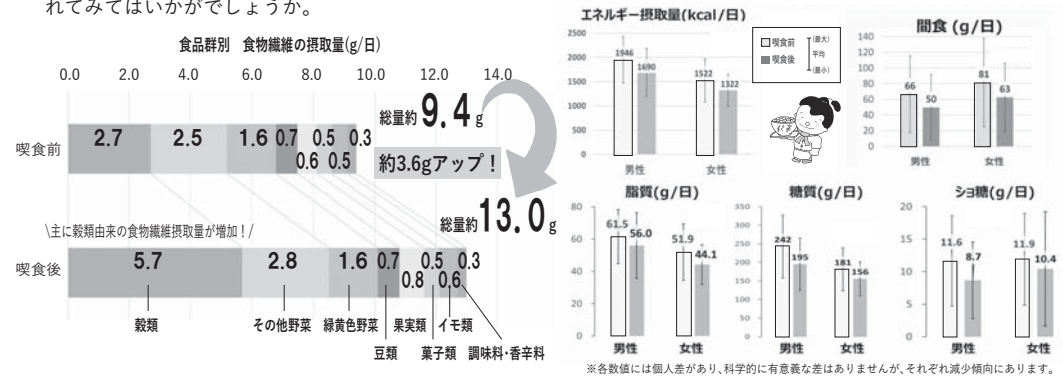 れてみてはいかがでしょうか。
食品群別 食物繊維の摂取量(g/日)
0.0 2.0 4.0 6.0 8.0 10.0 12.0 14.0
喫食前
2.7 2.5 1.6 0.7 0.6 0.5 0.5 0.3
総量約9.4g
約3.6gアップ!
総量約13.0g
\主に穀類由来の食物繊維摂取量が増加!/
喫食後
5.7 2.8 1.6 0.7 0.8 0.5 0.6 0.3
穀類 その他野菜 緑黄色野菜 果実類 イモ類
豆類 菓子類 調味料・香辛料
エネルギー摂取量(kcal/日)
2500
2000
1500
1000
500
0
1946 1690 1522 1322
男性 女性
喫食前
喫食後
(最大)
平均
(最小)
間食 (g/日)
140
120
100
80
60
40
20
0
66 50 81 63
男性 女性
脂質(g/日)
80
60
40
20
0
61.5 56.0 51.9 44.1
男性 女性
糖質(g/日)
350
300
250
200
150
100
50
0
242 195 181 156
男性 女性
ショ糖(g/日)
20
15
10
5
0
11.6 8.7 11.9 10.4
男性 女性
※各数値には個人差があり、科学的に有意義な差はありませんが、それぞれ減少傾向にあります。